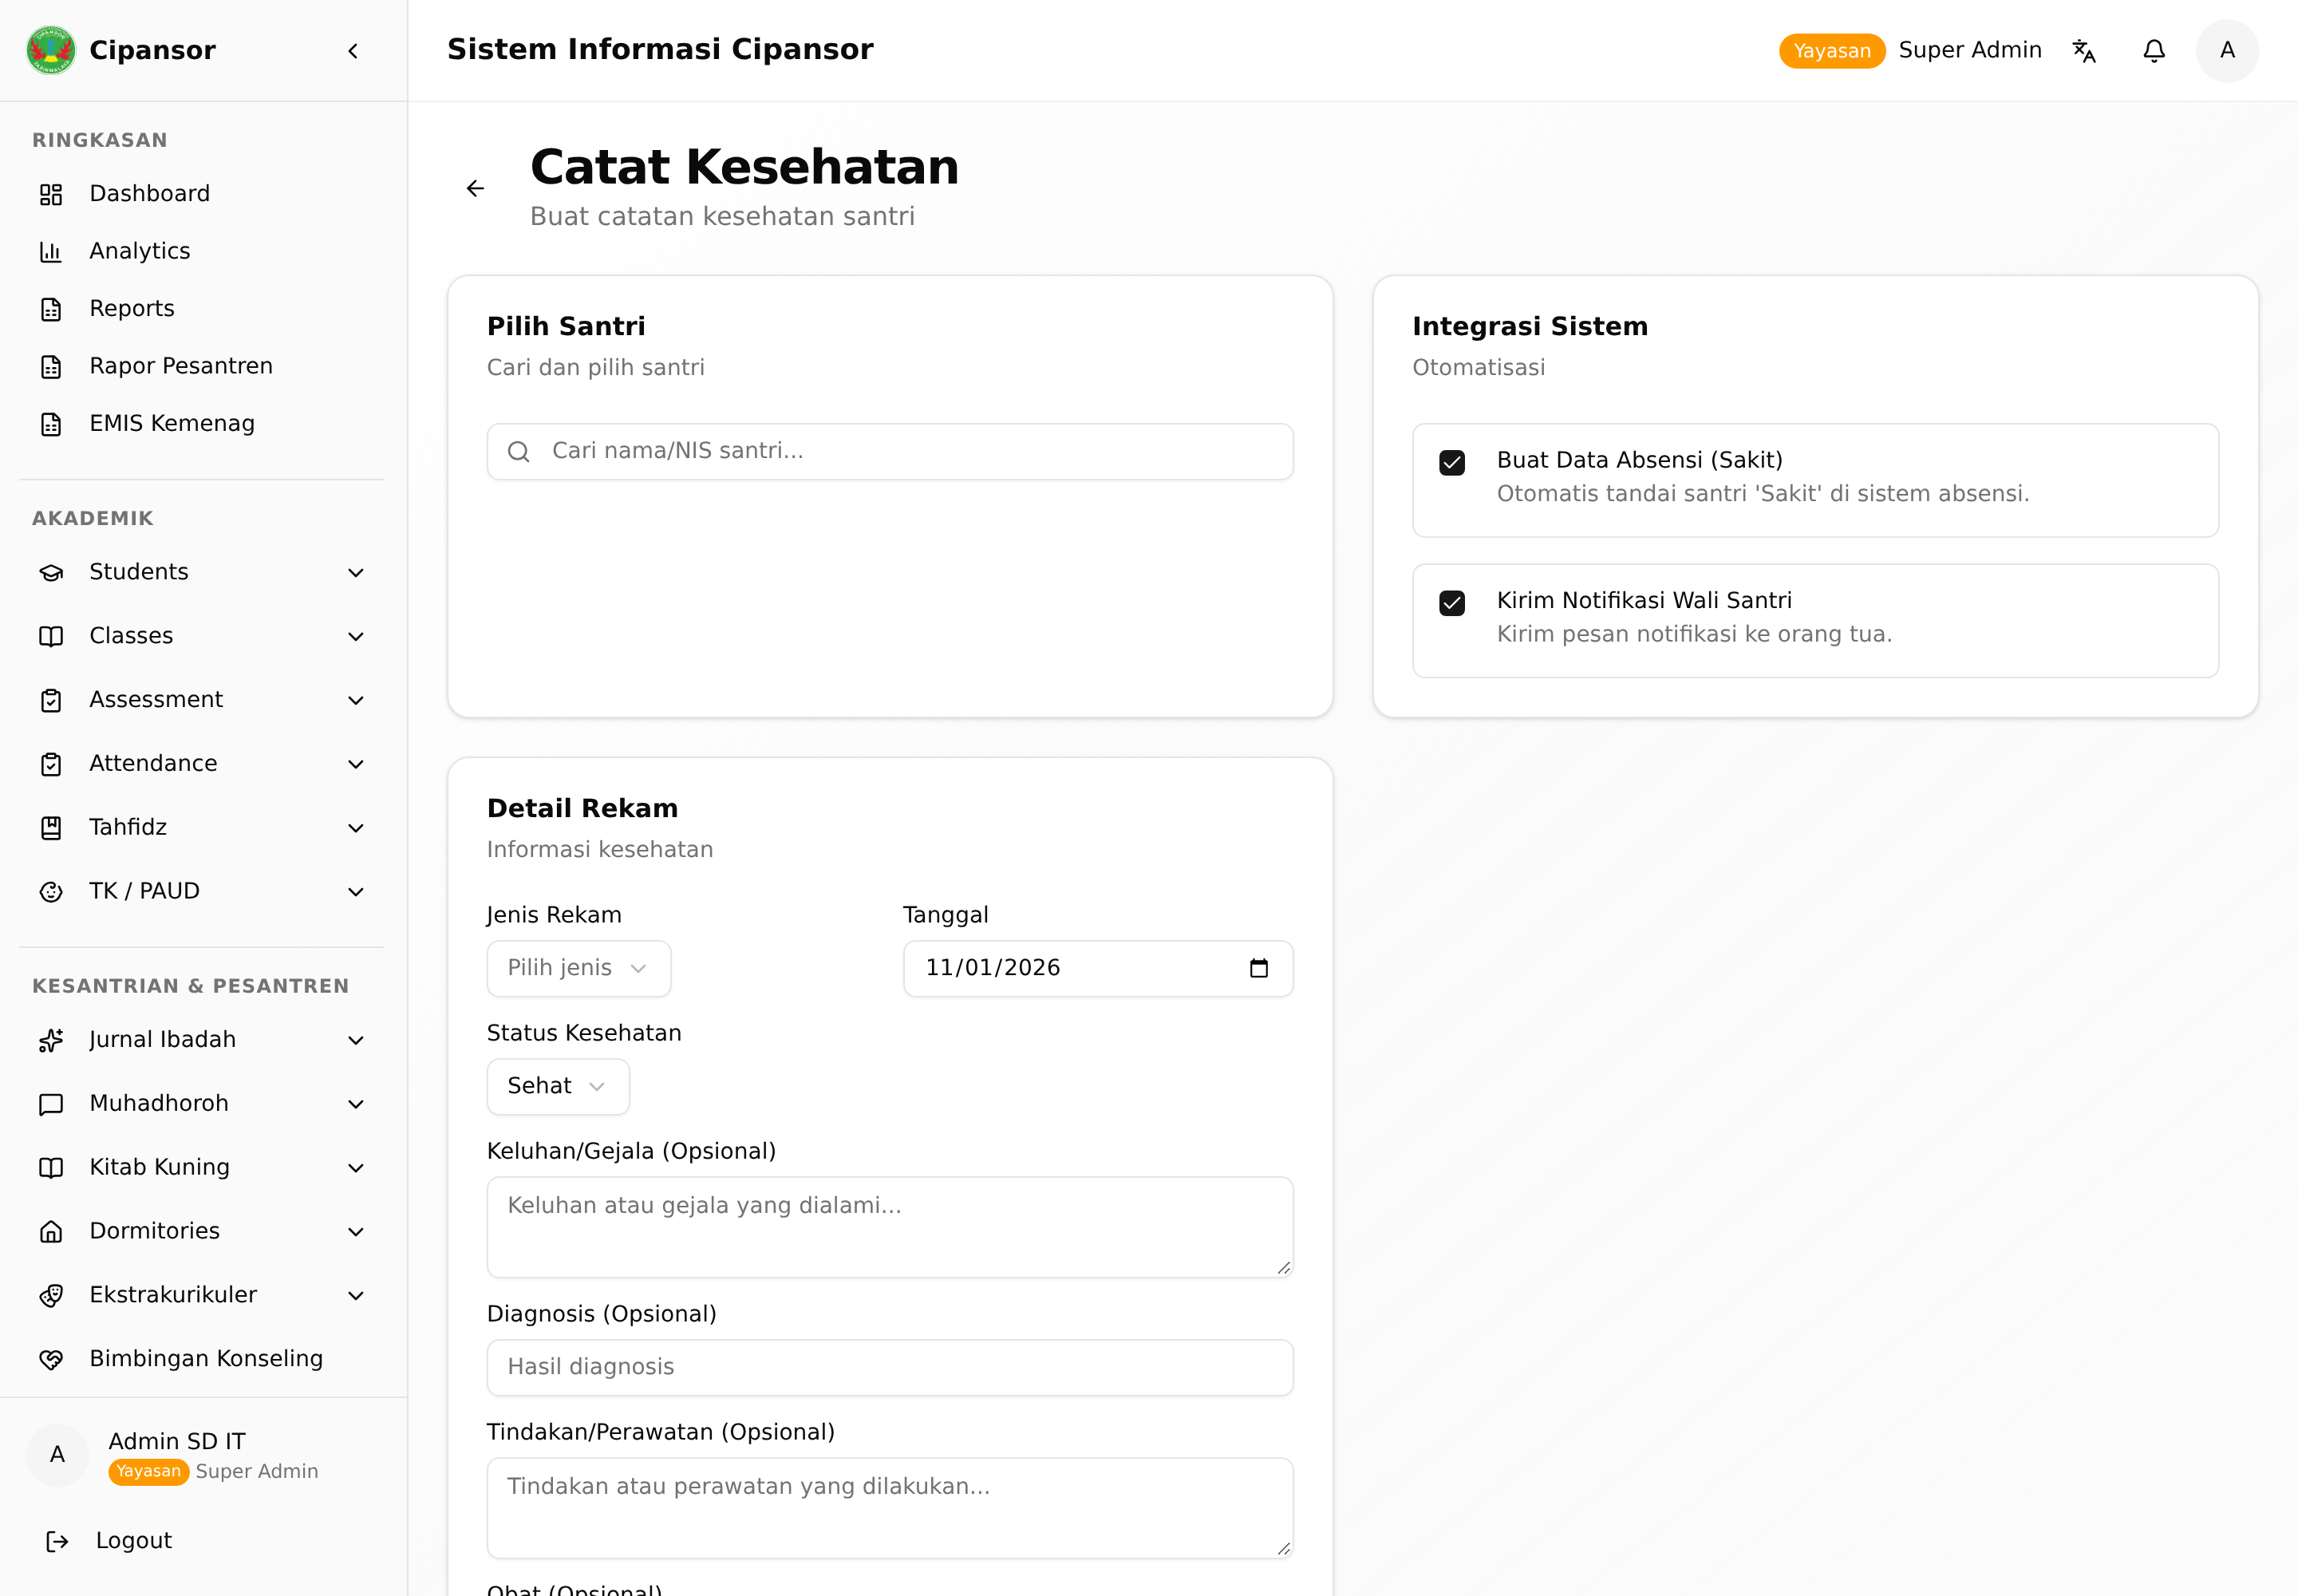 Cipansor
Sistem Informasi Cipansor
Yayasan
Super Admin
A
RINGKASAN
Dashboard
Analytics
Reports
Rapor Pesantren
EMIS Kemenag
AKADEMIK
Students
Classes
Assessment
Attendance
Tahfidz
TK / PAUD
KESANTRIAN & PESANTREN
Jurnal Ibadah
Muhadhoroh
Kitab Kuning
Dormitories
Ekstrakurikuler
Bimbingan Konseling
A
Admin SD IT
Yayasan Super Admin
Logout
Catat Kesehatan
Buat catatan kesehatan santri
Pilih Santri
Cari dan pilih santri
Cari nama/NIS santri...
Integrasi Sistem
Otomatisasi
Buat Data Absensi (Sakit)
Otomatis tandai santri 'Sakit' di sistem absensi.
Kirim Notifikasi Wali Santri
Kirim pesan notifikasi ke orang tua.
Detail Rekam
Informasi kesehatan
Jenis Rekam
Pilih jenis
Tanggal
11/01/2026
Status Kesehatan
Sehat
Keluhan/Gejala (Opsional)
Keluhan atau gejala yang dialami...
Diagnosis (Opsional)
Hasil diagnosis
Tindakan/Perawatan (Opsional)
Tindakan atau perawatan yang dilakukan...
Obat (Opsional)